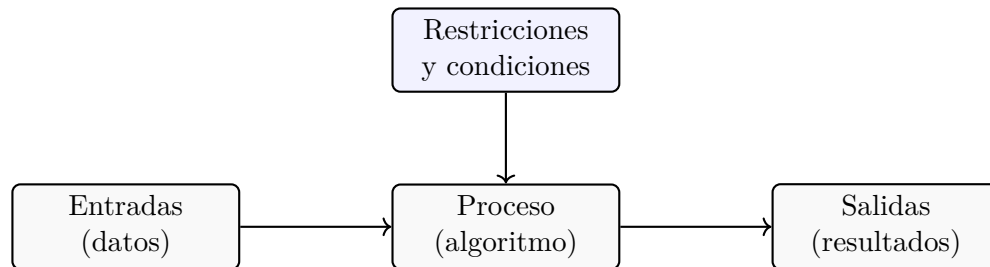 Restricciones
y condiciones
Entradas
(datos)
Proceso
(algoritmo)
Salidas
(resultados)